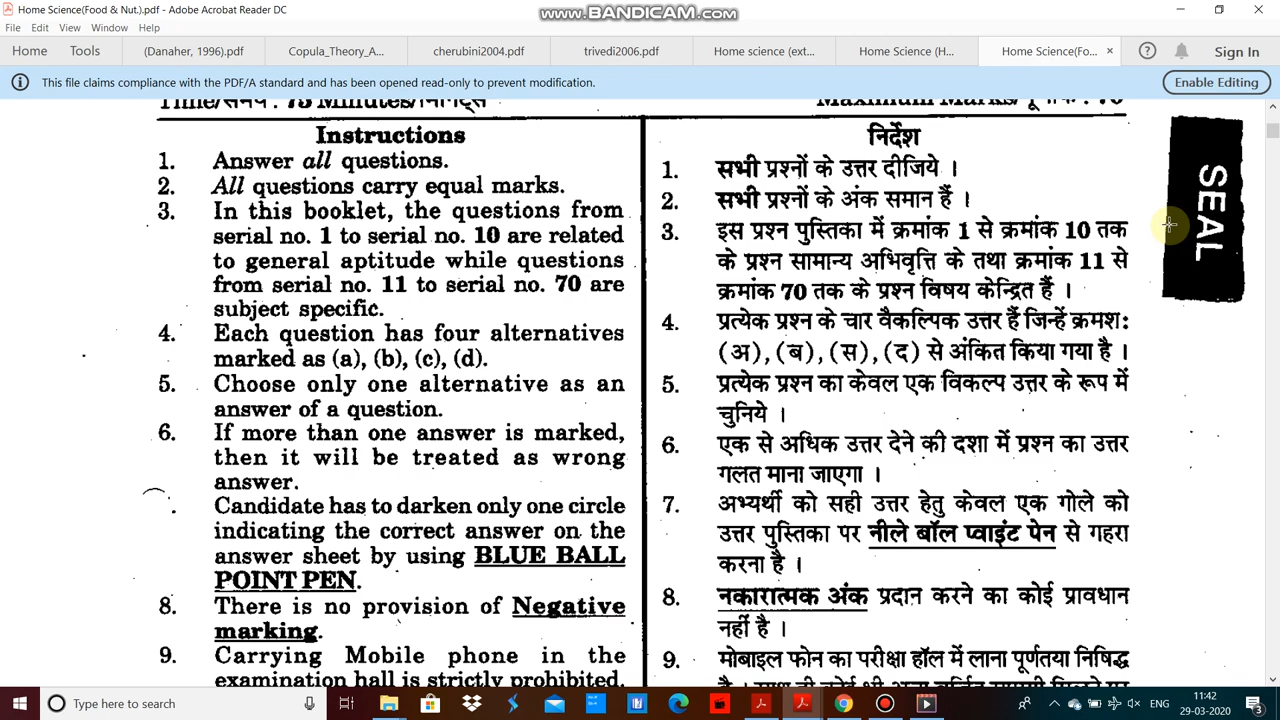 Home Science(Food & Nut.).pdf - Adobe Acrobat Reader DC
www.BANDICAM.com
File Edit View Window Help
Home Tools (Danaher, 1996).pdf Copula_Theory_A... cherubini2004.pdf trivedi2006.pdf Home science (ext... Home Science (H... Home Science(Fo... × Sign In
This file claims compliance with the PDF/A standard and has been opened read-only to prevent modification. Enable Editing
Time/समय : 75 Minutes/मिनिट्स
Maximum Marks/पूर्णांक : 70
Instructions
1. Answer all questions.
2. All questions carry equal marks.
3. In this booklet, the questions from
serial no. 1 to serial no. 10 are related
to general aptitude while questions
from serial no. 11 to serial no. 70 are
subject specific.
4. Each question has four alternatives
marked as (a), (b), (c), (d).
5. Choose only one alternative as an
answer of a question.
6. If more than one answer is marked,
then it will be treated as wrong
answer.
Candidate has to darken only one circle
indicating the correct answer on the
answer sheet by using BLUE BALL
POINT PEN.
8. There is no provision of Negative
marking.
9. Carrying Mobile phone in the
examination hall is strictly prohibited.
निर्देश
1. सभी प्रश्नों के उत्तर दीजिये ।
2. सभी प्रश्नों के अंक समान हैं ।
3. इस प्रश्न पुस्तिका में क्रमांक 1 से क्रमांक 10 तक
के प्रश्न सामान्य अभिवृत्ति के तथा क्रमांक 11 से
क्रमांक 70 तक के प्रश्न विषय केन्द्रित हैं ।
4. प्रत्येक प्रश्न के चार वैकल्पिक उत्तर हैं जिन्हें क्रमश:
(अ), (ब), (स), (द) से अंकित किया गया है ।
5. प्रत्येक प्रश्न का केवल एक विकल्प उत्तर के रूप में
चुनिये ।
6. एक से अधिक उत्तर देने की दशा में प्रश्न का उत्तर
गलत माना जाएगा ।
7. अभ्यर्थी को सही उत्तर हेतु केवल एक गोले को
उत्तर पुस्तिका पर नीले बॉल प्वाइंट पेन से गहरा
करना है ।
8. नकारात्मक अंक प्रदान करने का कोई प्रावधान
नहीं है ।
9. मोबाइल फोन का परीक्षा हॉल में लाना पूर्णतया निषिद्ध
SEAL
Type here to search
ENG
11:42
29-03-2020
3